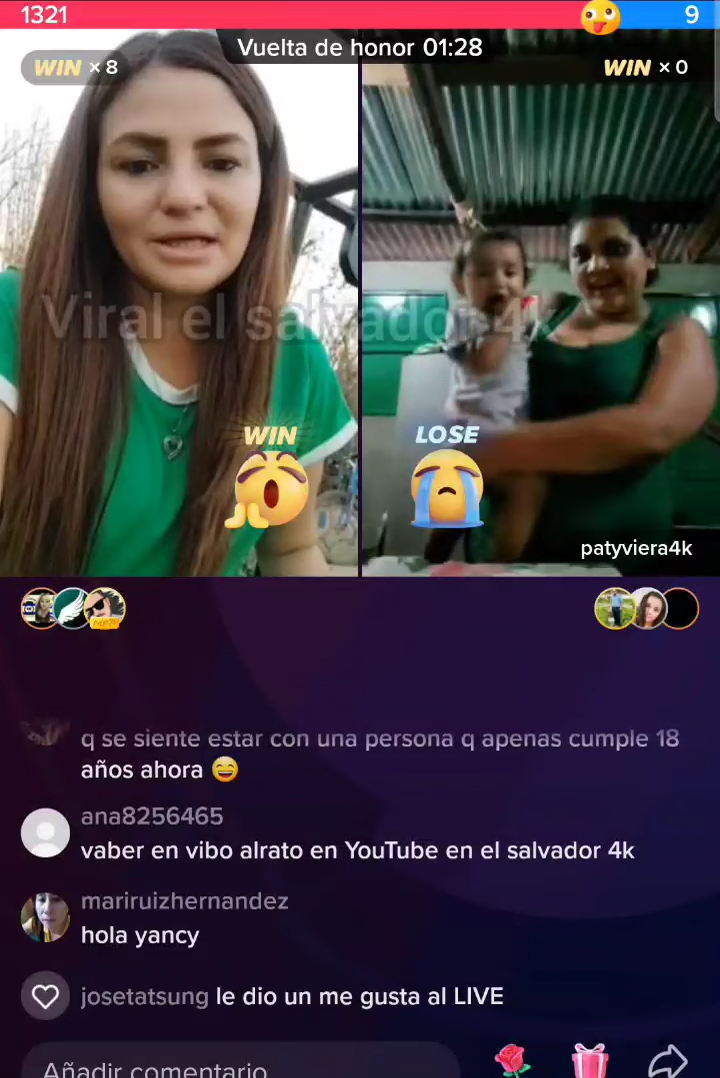 1321
9
Vuelta de honor 01:28
WIN × 8
WIN × 0
Viral el salvador 4k
WIN
LOSE
patyviera4k
q se siente estar con una persona q apenas cumple 18
años ahora
ana8256465
vaber en vibo alrato en YouTube en el salvador 4k
mariruizhernandez
hola yancy
josetatsung le dio un me gusta al LIVE
Añadir comentario